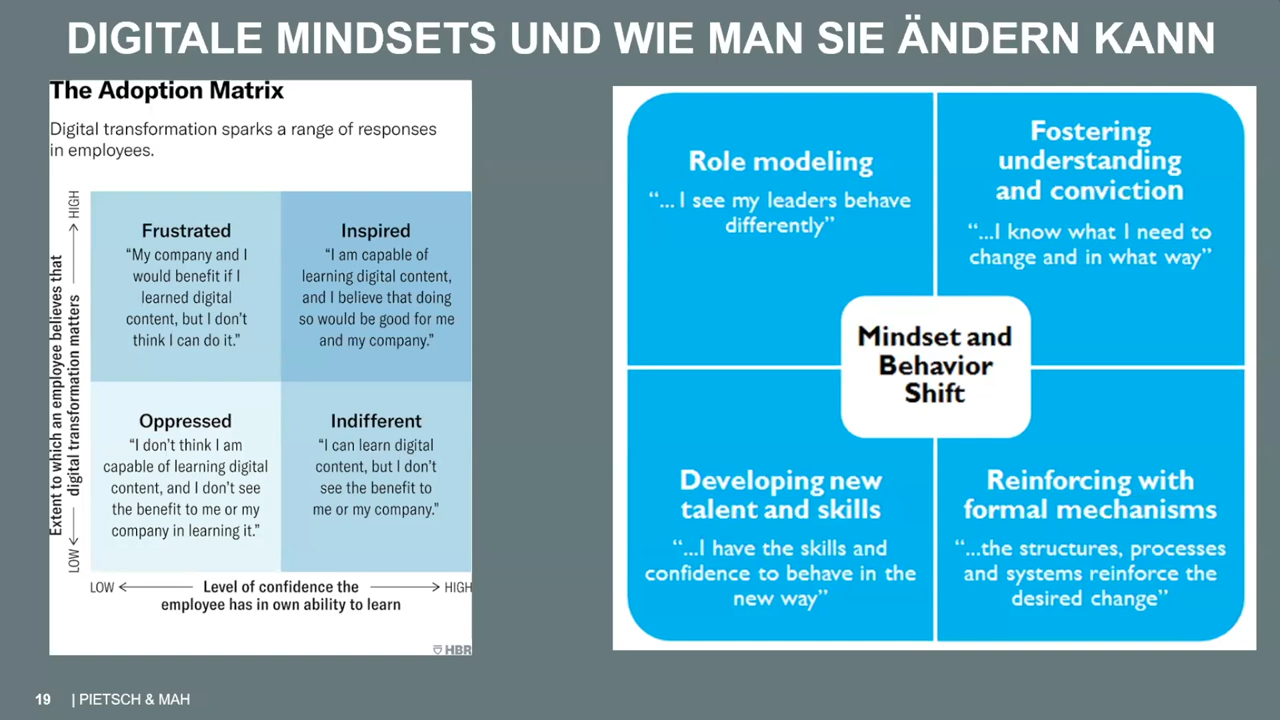 DIGITALE MINDSETS UND WIE MAN SIE ÄNDERN KANN
The Adoption Matrix
Digital transformation sparks a range of responses
in employees.
Extent to which an employee believes that
digital transformation matters
HIGH
LOW
Frustrated
“My company and I
would benefit if I
learned digital
content, but I don’t
think I can do it.”
Inspired
“I am capable of
learning digital content,
and I believe that doing
so would be good for me
and my company.”
Oppressed
“I don’t think I am
capable of learning digital
content, and I don’t see
the benefit to me or my
company in learning it.”
Indifferent
“I can learn digital
content, but I don’t
see the benefit to
me or my company.”
LOW
Level of confidence the
employee has in own ability to learn
HIGH
HBR
Role modeling
“... I see my leaders behave
differently”
Fostering
understanding
and conviction
“...I know what I need to
change and in what way”
Mindset and
Behavior
Shift
Developing new
talent and skills
“...I have the skills and
confidence to behave in the
new way”
Reinforcing with
formal mechanisms
“...the structures, processes
and systems reinforce the
desired change”
19 | PIETSCH & MAH